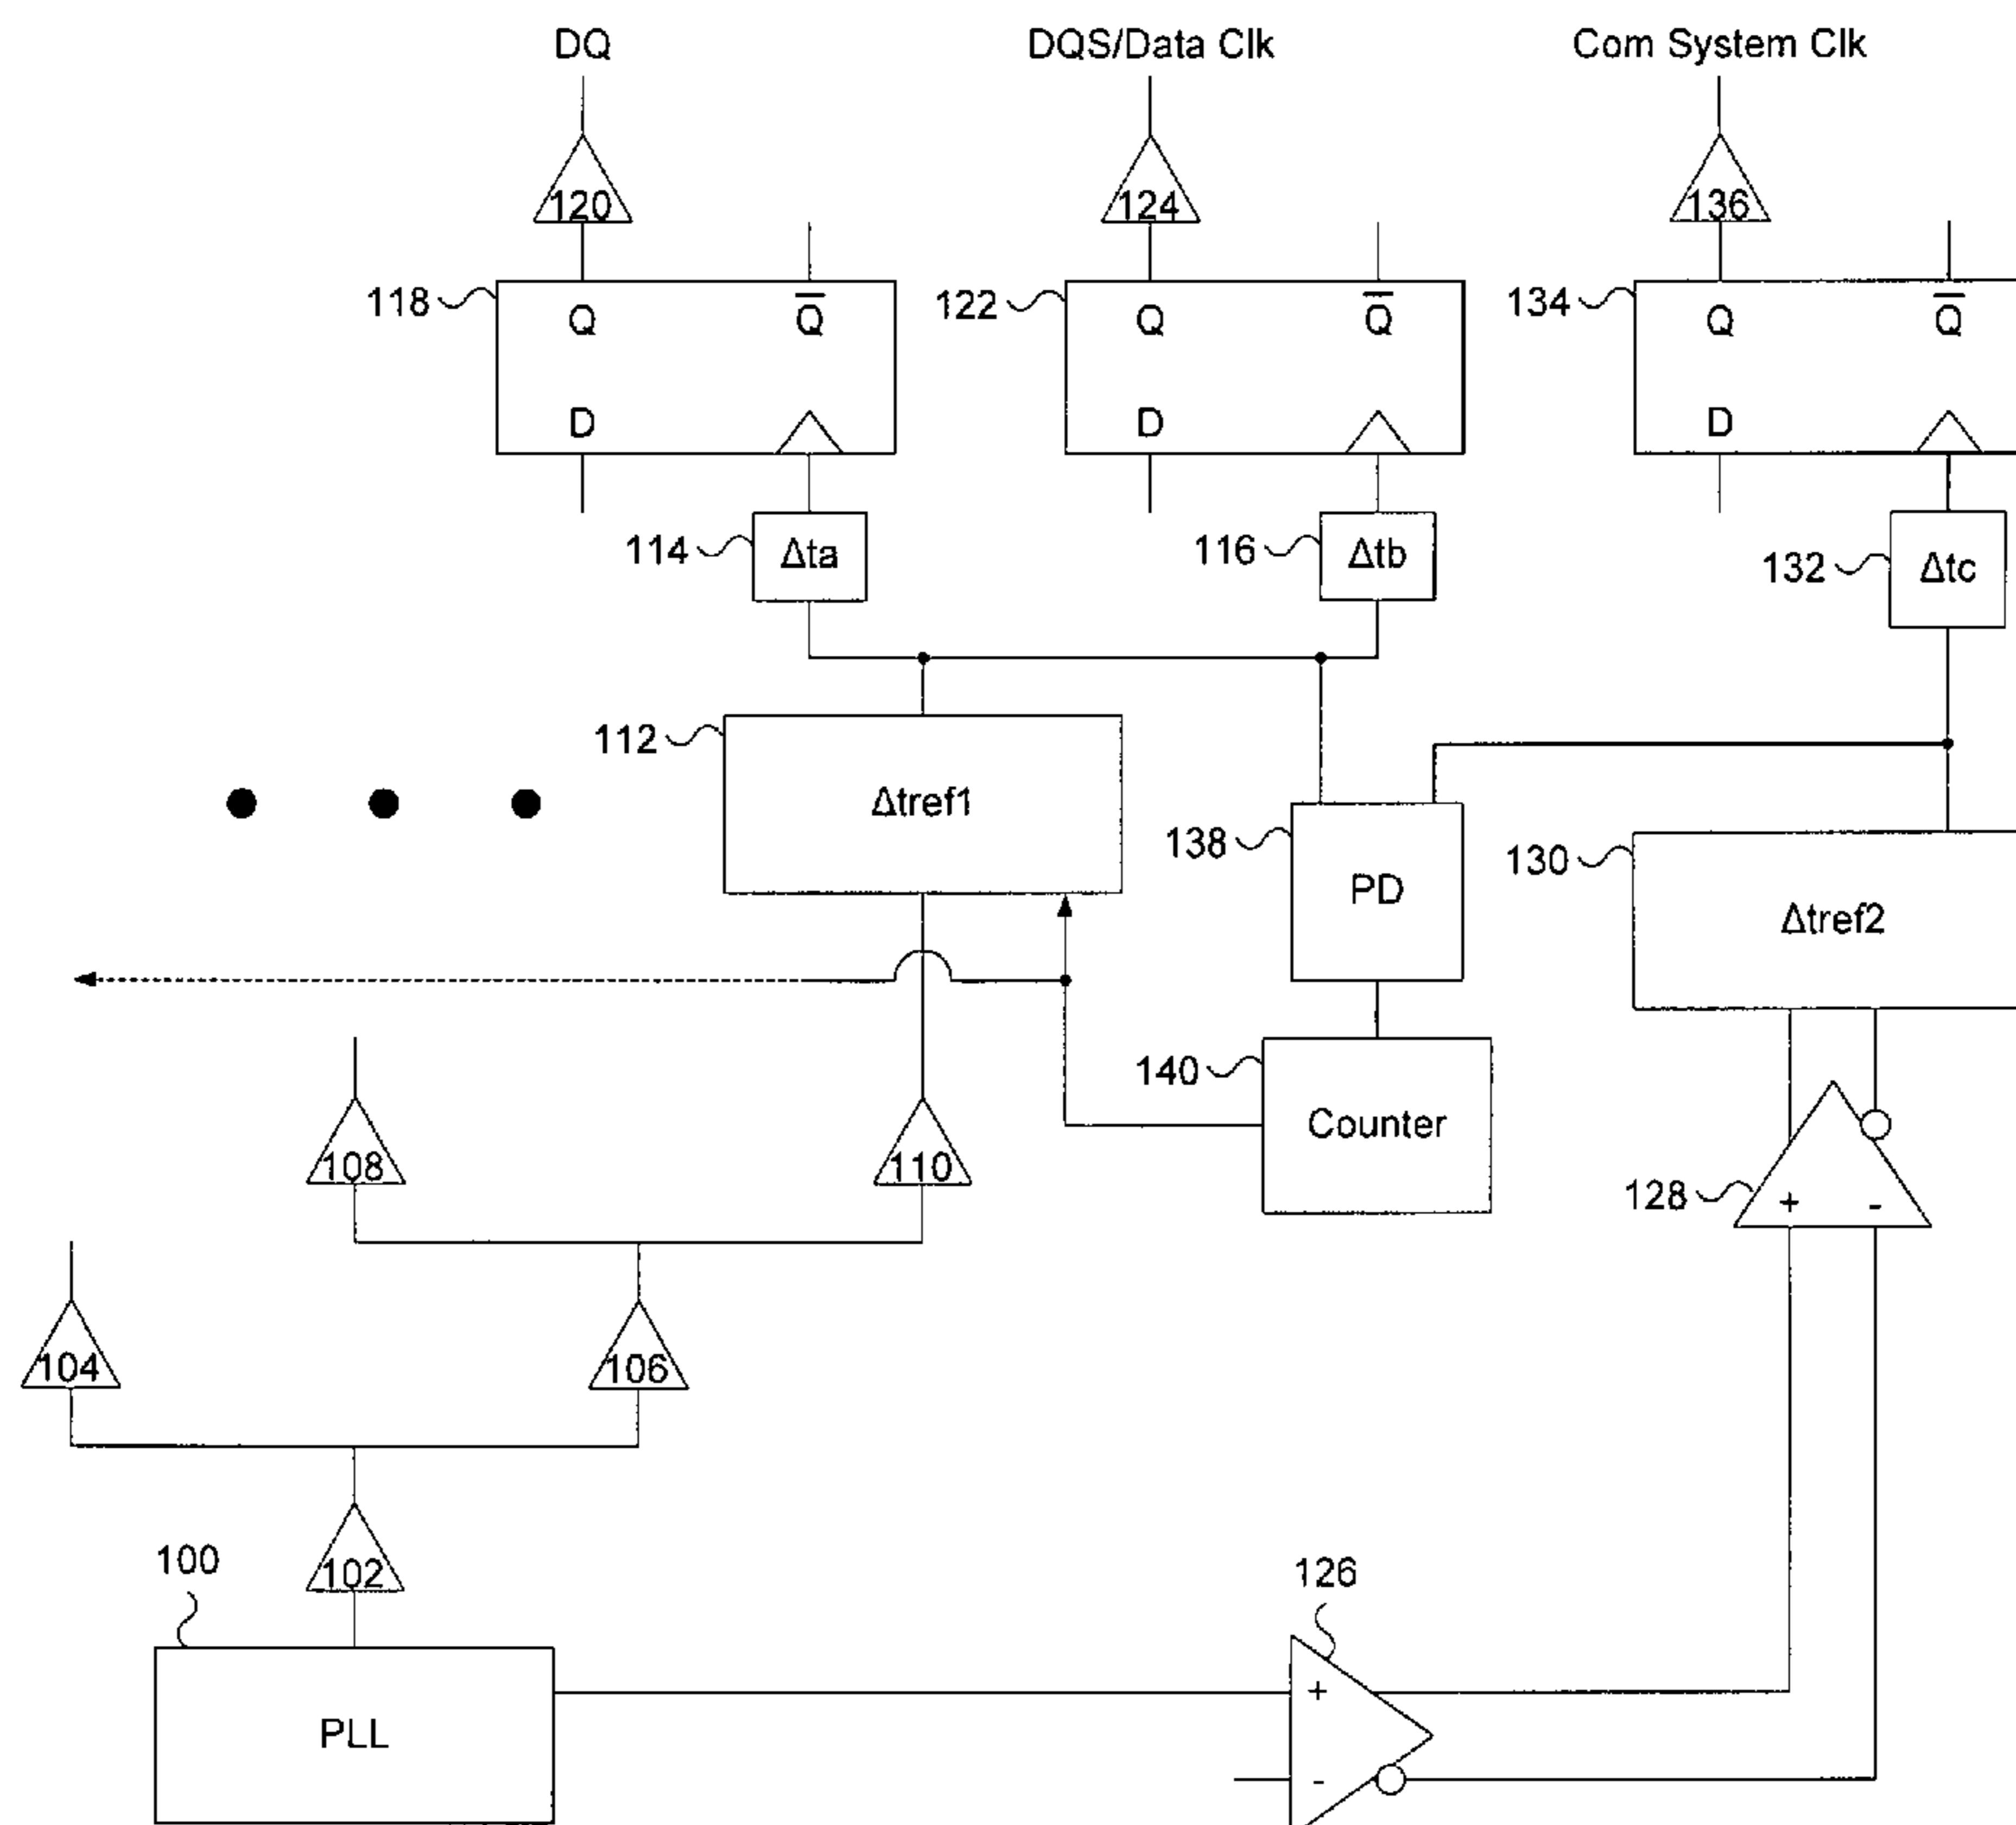 DQ
DQS/Data Clk
Com System Clk
120
124
136
118
Q
Q̅
D
122
Q
Q̅
D
134
Q
Q̅
D
114
Δta
116
Δtb
132
Δtc
112
Δtref1
138
PD
130
Δtref2
140
Counter
108
110
128
+
-
104
106
100
102
126
PLL
+
-